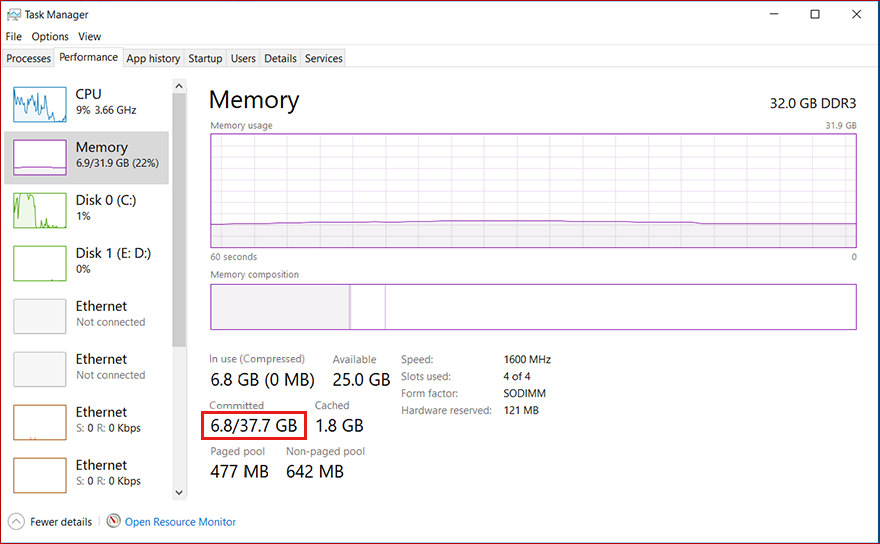 Task Manager
File Options View
Processes Performance App history Startup Users Details Services
CPU
9% 3.66 GHz
Memory
6.9/31.9 GB (22%)
Disk 0 (C:)
1%
Disk 1 (E: D:)
0%
Ethernet
Not connected
Ethernet
Not connected
Ethernet
S: 0 R: 0 Kbps
Ethernet
S: 0 R: 0 Kbps
Memory 32.0 GB DDR3
Memory usage 31.9 GB
60 seconds 0
Memory composition
In use (Compressed) Available
6.8 GB (0 MB) 25.0 GB
Committed Cached
6.8/37.7 GB 1.8 GB
Paged pool Non-paged pool
477 MB 642 MB
Speed: 1600 MHz
Slots used: 4 of 4
Form factor: SODIMM
Hardware reserved: 121 MB
Fewer details Open Resource Monitor